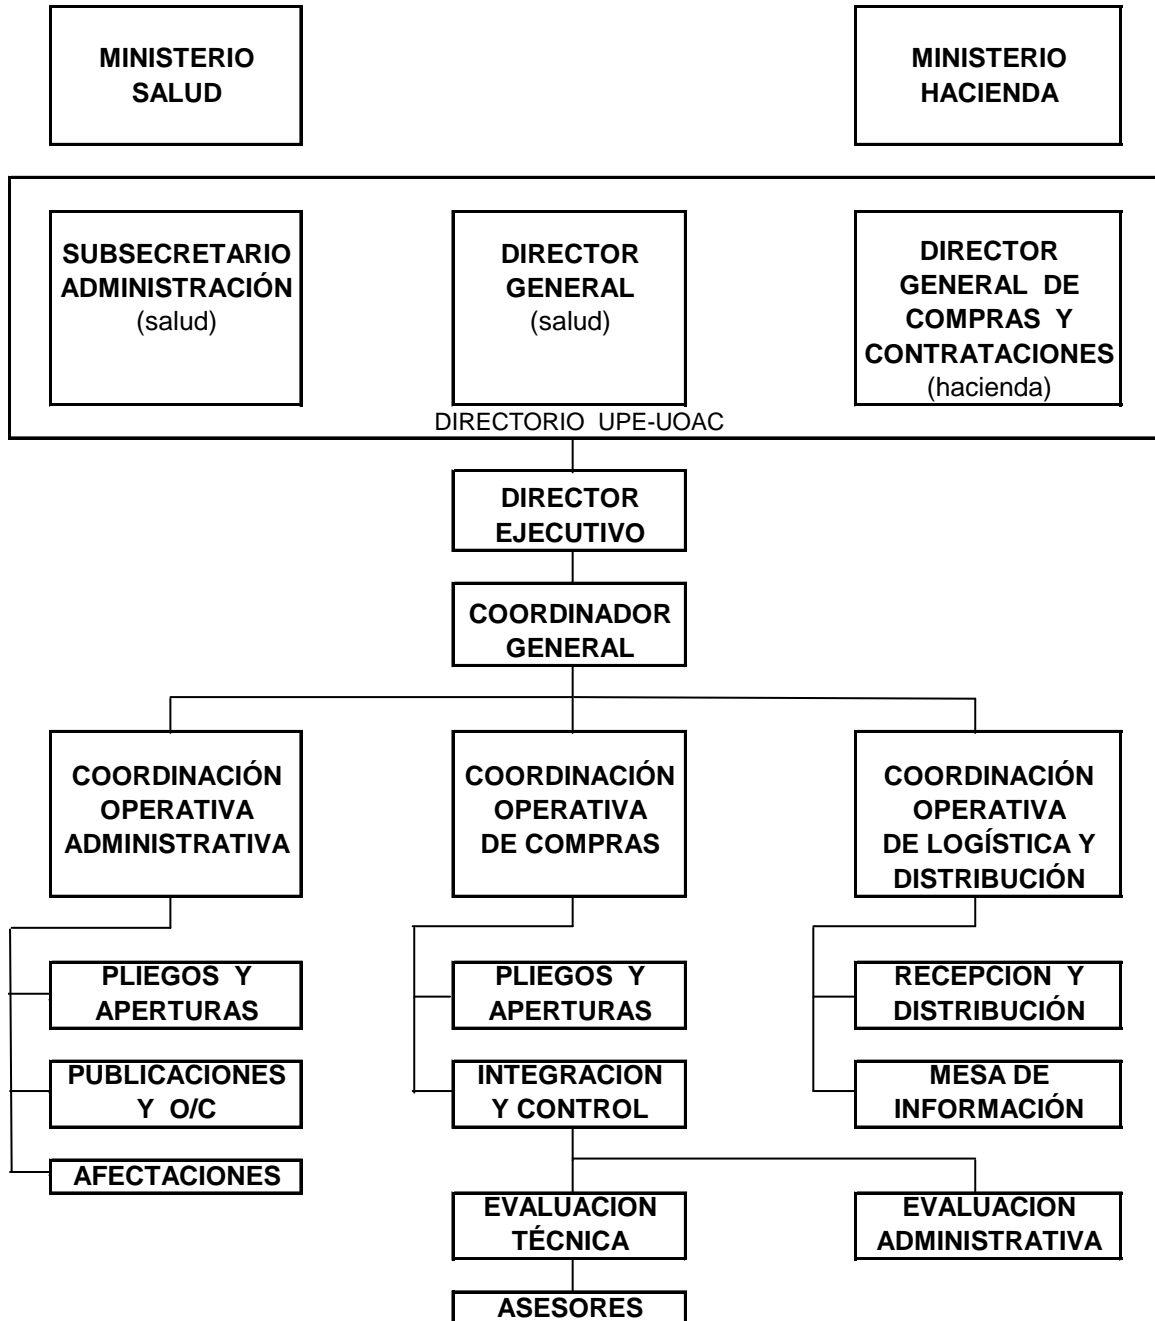 MINISTERIO
SALUD
MINISTERIO
HACIENDA
SUBSECRETARIO
ADMINISTRACIÓN
(salud)
DIRECTOR
GENERAL
(salud)
DIRECTOR
GENERAL DE
COMPRAS Y
CONTRATACIONES
(hacienda)
DIRECTORIO UPE-UOAC
DIRECTOR
EJECUTIVO
COORDINADOR
GENERAL
COORDINACIÓN
OPERATIVA
ADMINISTRATIVA
COORDINACIÓN
OPERATIVA
DE COMPRAS
COORDINACIÓN
OPERATIVA
DE LOGÍSTICA Y
DISTRIBUCIÓN
PLIEGOS Y
APERTURAS
PLIEGOS Y
APERTURAS
RECEPCION Y
DISTRIBUCIÓN
PUBLICACIONES
Y O/C
INTEGRACION
Y CONTROL
MESA DE
INFORMACIÓN
AFECTACIONES
EVALUACION
TÉCNICA
EVALUACION
ADMINISTRATIVA
ASESORES